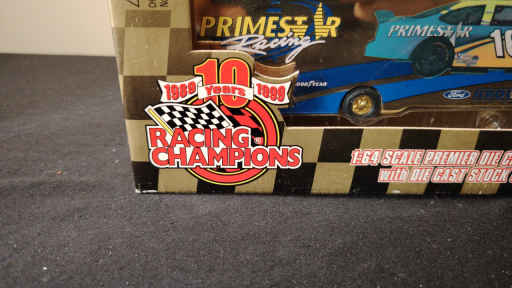 PRIMESTAR
Racing
PRIMESTAR
GOODYEAR
Ford
1989 10 1999
Years
RACING
CHAMPIONS
1:64 SCALE PREMIER DIE C
with DIE CAST STOCK